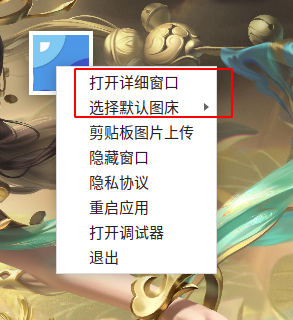 打开详细窗口
选择默认图床
剪贴板图片上传
隐藏窗口
隐私协议
重启应用
打开调试器
退出